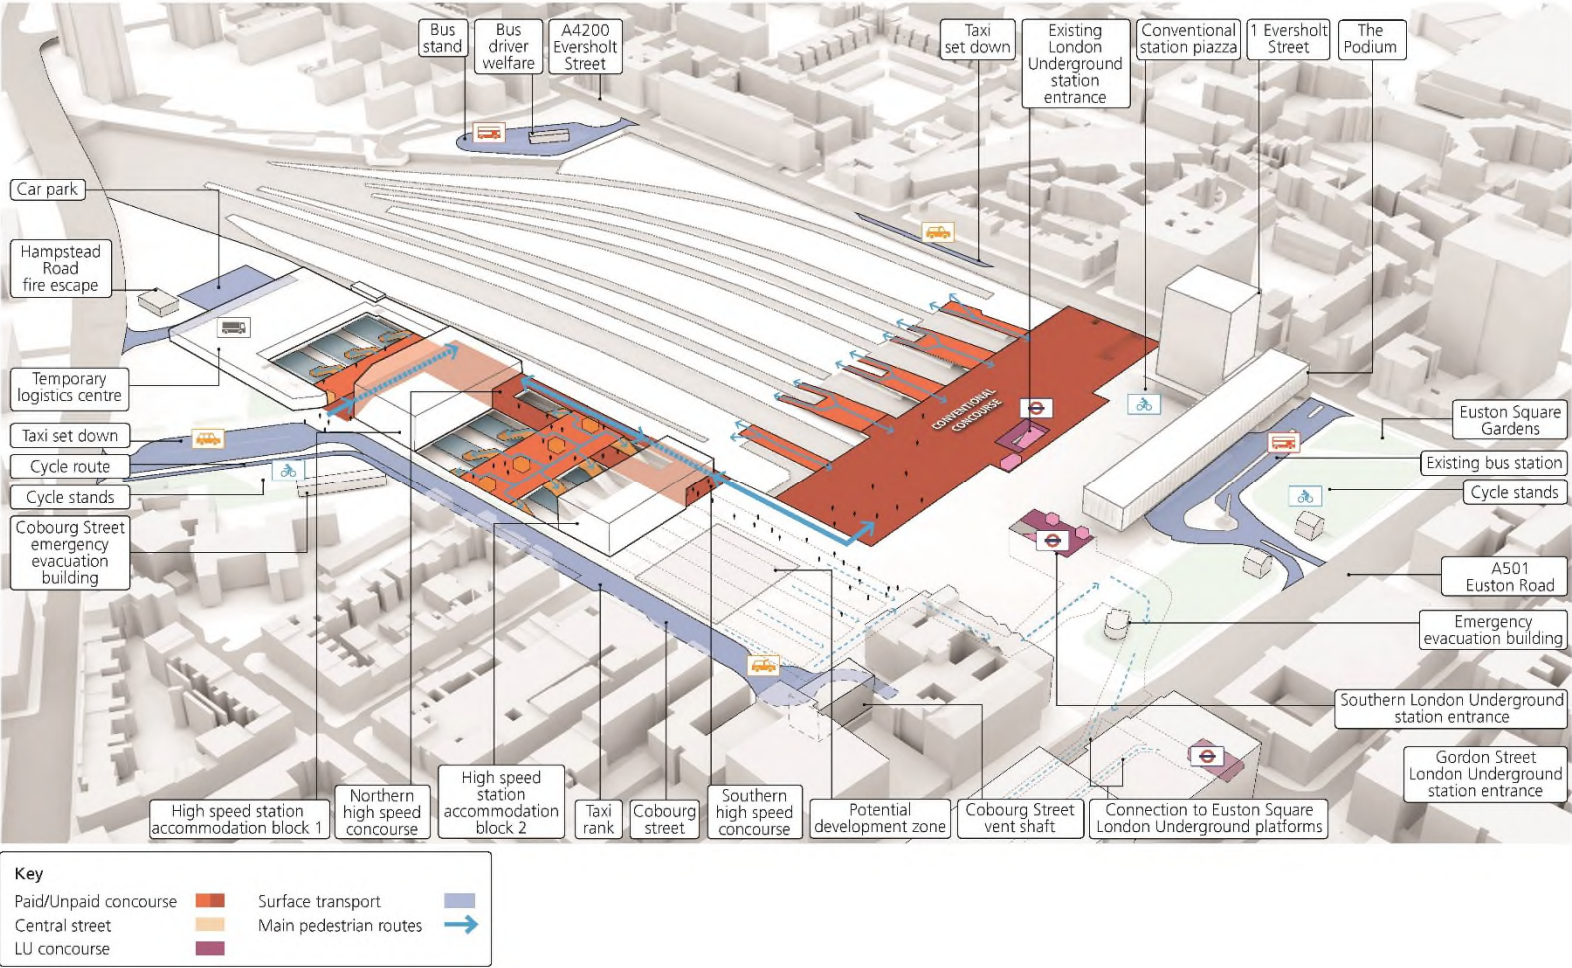 Bus
stand
Bus
driver
welfare
A4200
Eversholt
Street
Taxi
set down
Existing
London
Underground
station
entrance
Conventional
station piazza
1 Eversholt
Street
The
Podium
Car park
Hampstead
Road
fire escape
Temporary
logistics centre
Taxi set down
Cycle route
Cycle stands
Cobourg Street
emergency
evacuation
building
CONVENTIONAL
CONCOURSE
Euston Square
Gardens
Existing bus station
Cycle stands
A501
Euston Road
Emergency
evacuation building
Southern London Underground
station entrance
Gordon Street
London Underground
station entrance
High speed station
accommodation block 1
Northern
high speed
concourse
High speed
station
accommodation
block 2
Taxi
rank
Cobourg
street
Southern
high speed
concourse
Potential
development zone
Cobourg Street
vent shaft
Connection to Euston Square
London Underground platforms
Key
Paid/Unpaid concourse
Central street
LU concourse
Surface transport
Main pedestrian routes